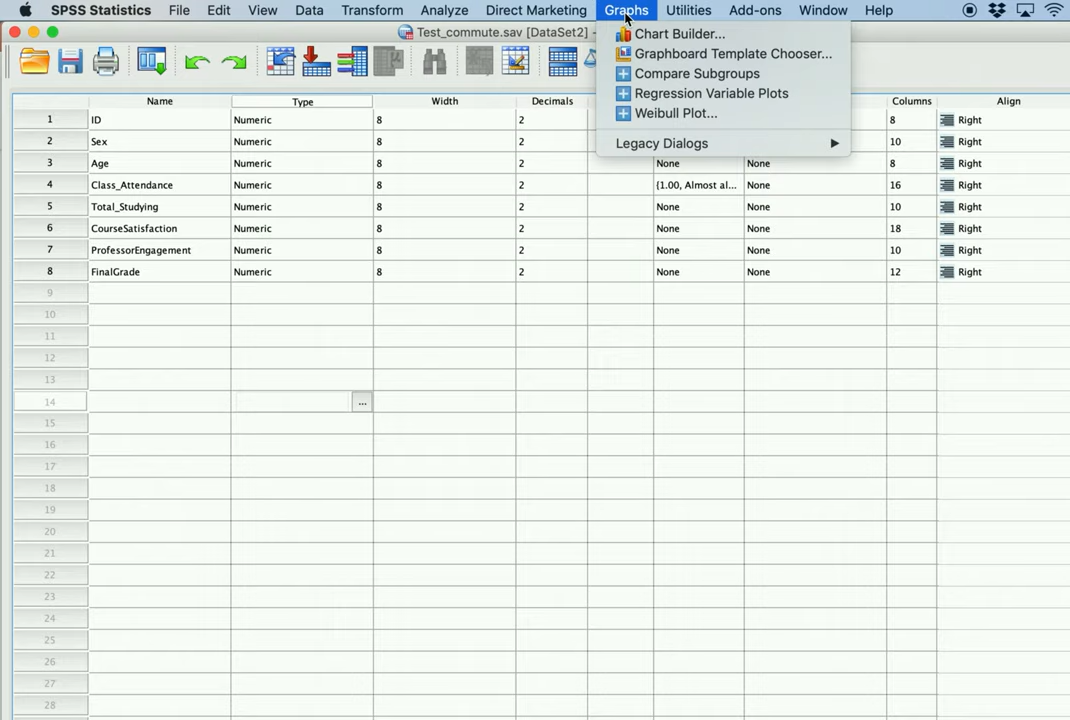 SPSS Statistics File Edit View Data Transform Analyze Direct Marketing Graphs Utilities Add-ons Window Help
Test_commute.sav [DataSet2] –
Chart Builder...
Graphboard Template Chooser...
Compare Subgroups
Regression Variable Plots
Weibull Plot...
Legacy Dialogs
Name Type Width Decimals Columns Align
1 ID Numeric 8 2 8 Right
2 Sex Numeric 8 2 10 Right
3 Age Numeric 8 2 None None 8 Right
4 Class_Attendance Numeric 8 2 {1.00, Almost al... None 16 Right
5 Total_Studying Numeric 8 2 None None 10 Right
6 CourseSatisfaction Numeric 8 2 None None 18 Right
7 ProfessorEngagement Numeric 8 2 None None 10 Right
8 FinalGrade Numeric 8 2 None None 12 Right
9
10
11
12
13
14 ...
15
16
17
18
19
20
21
22
23
24
25
26
27
28